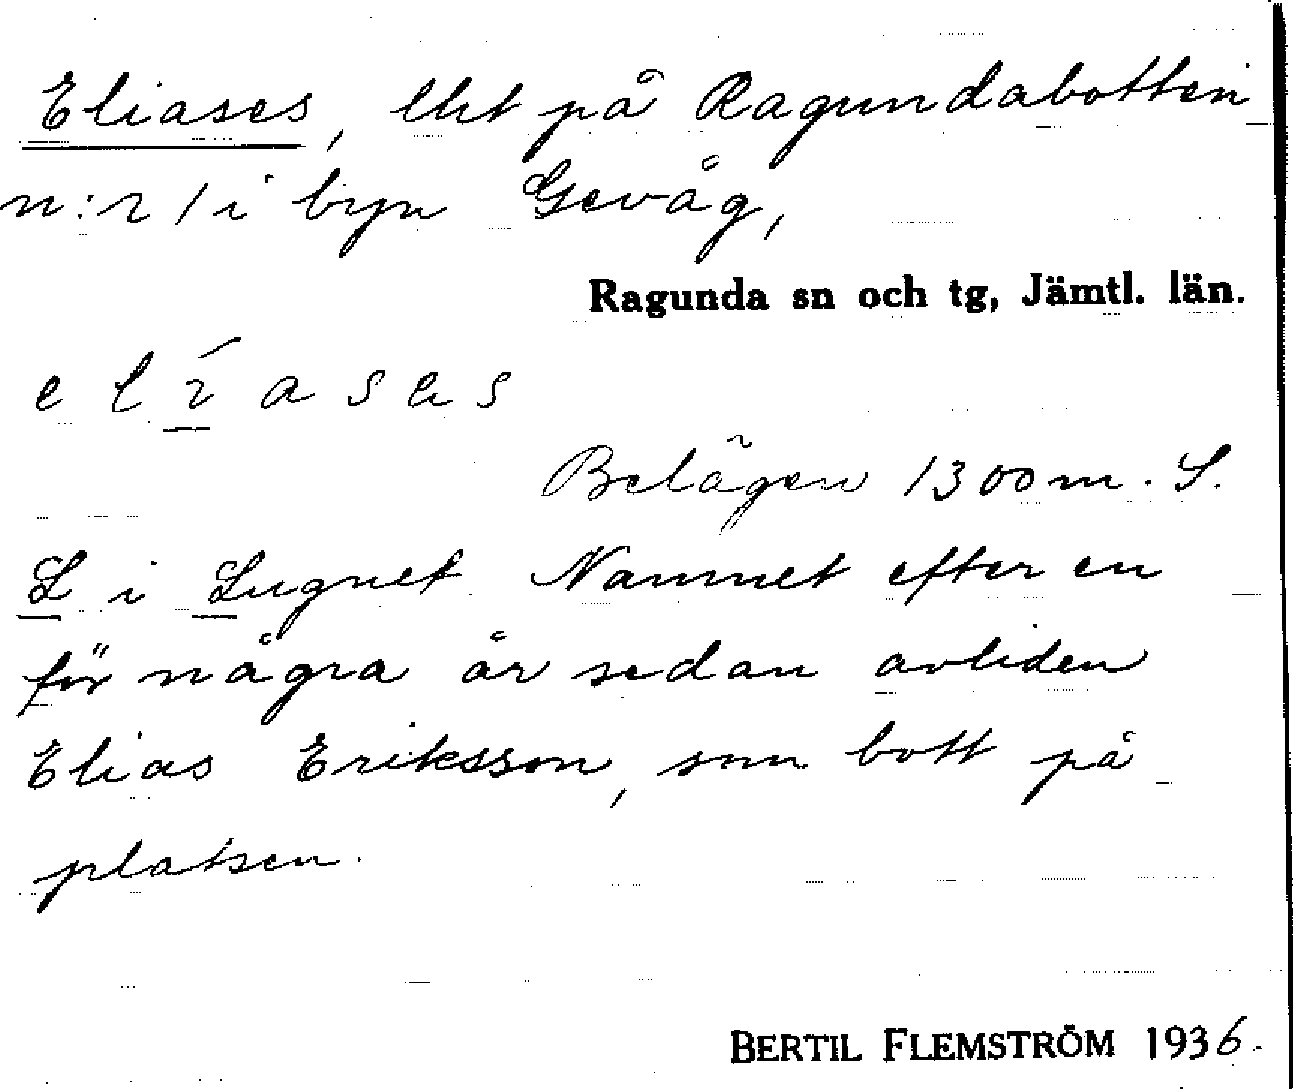 Eliases, lht på Ragundabotten
n:r 1 i byn Gevåg,
Ragunda sn och tg, Jämtl. län.
elíases
Belägen 1300 m. S.
L i Lugnet Namnet efter en
för några år sedan avliden
Elias Eriksson, som bott på
platsen.
BERTIL FLEMSTRÖM 1936.